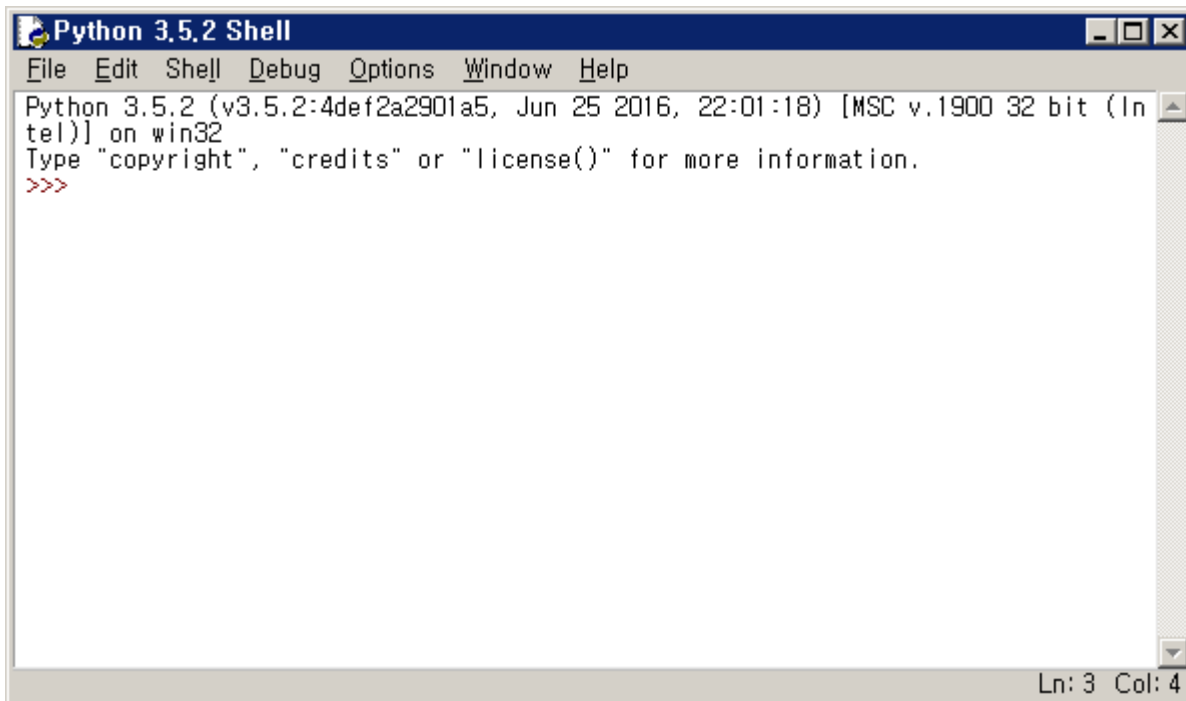 Python 3.5.2 Shell
File Edit Shell Debug Options Window Help
Python 3.5.2 (v3.5.2:4def2a2901a5, Jun 25 2016, 22:01:18) [MSC v.1900 32 bit (In
tel)] on win32
Type "copyright", "credits" or "license()" for more information.
>>>
Ln: 3 Col: 4